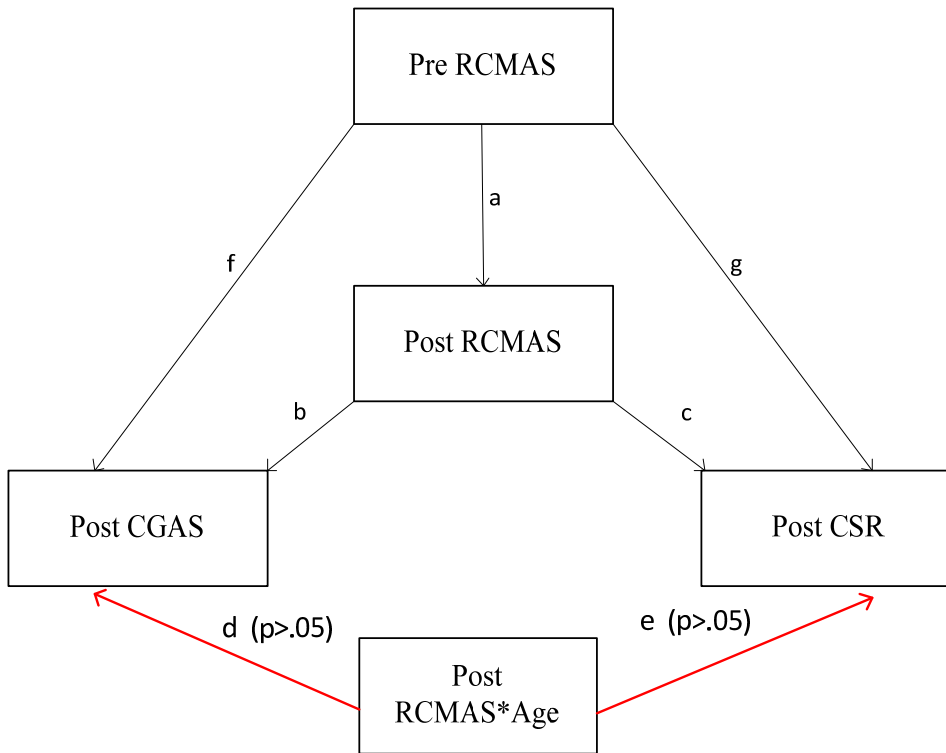 Pre RCMAS
a
f
g
Post RCMAS
b
c
Post CGAS
Post CSR
d (p>.05)
e (p>.05)
Post
RCMAS*Age